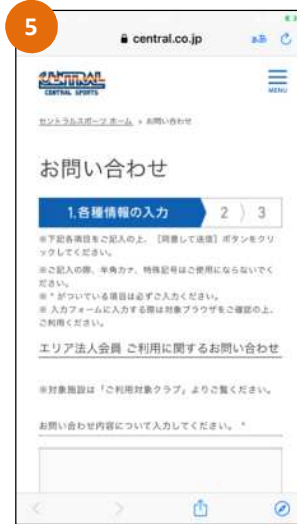 5
central.co.jp
CENTRAL
CENTRAL SPORTS
MENU
セントラルスポーツ ホーム > お問い合わせ
お問い合わせ
1.各種情報の入力 2 3
※下記各項目をご記入の上、［同意して送信］ボタンをクリ
ックしてください。
※ご記入の際、半角カナ、特殊記号はご使用にならないでく
ださい。
※ * がついている項目は必ずご入力ください。
※ 入力フォームに入力する際は対象ブラウザをご確認の上、
ご利用ください。
エリア法人会員 ご利用に関するお問い合わせ
※対象施設は「ご利用対象クラブ」よりご覧ください。
お問い合わせ内容について入力してください。 *